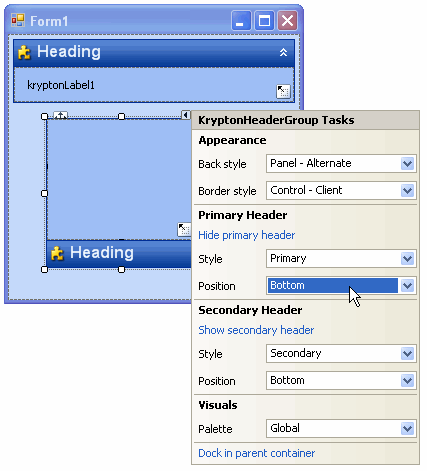 Form1
Heading
kryptonLabel1
Heading
KryptonHeaderGroup Tasks
Appearance
Back style Panel - Alternate
Border style Control - Client
Primary Header
Hide primary header
Style Primary
Position Bottom
Secondary Header
Show secondary header
Style Secondary
Position Bottom
Visuals
Palette Global
Dock in parent container